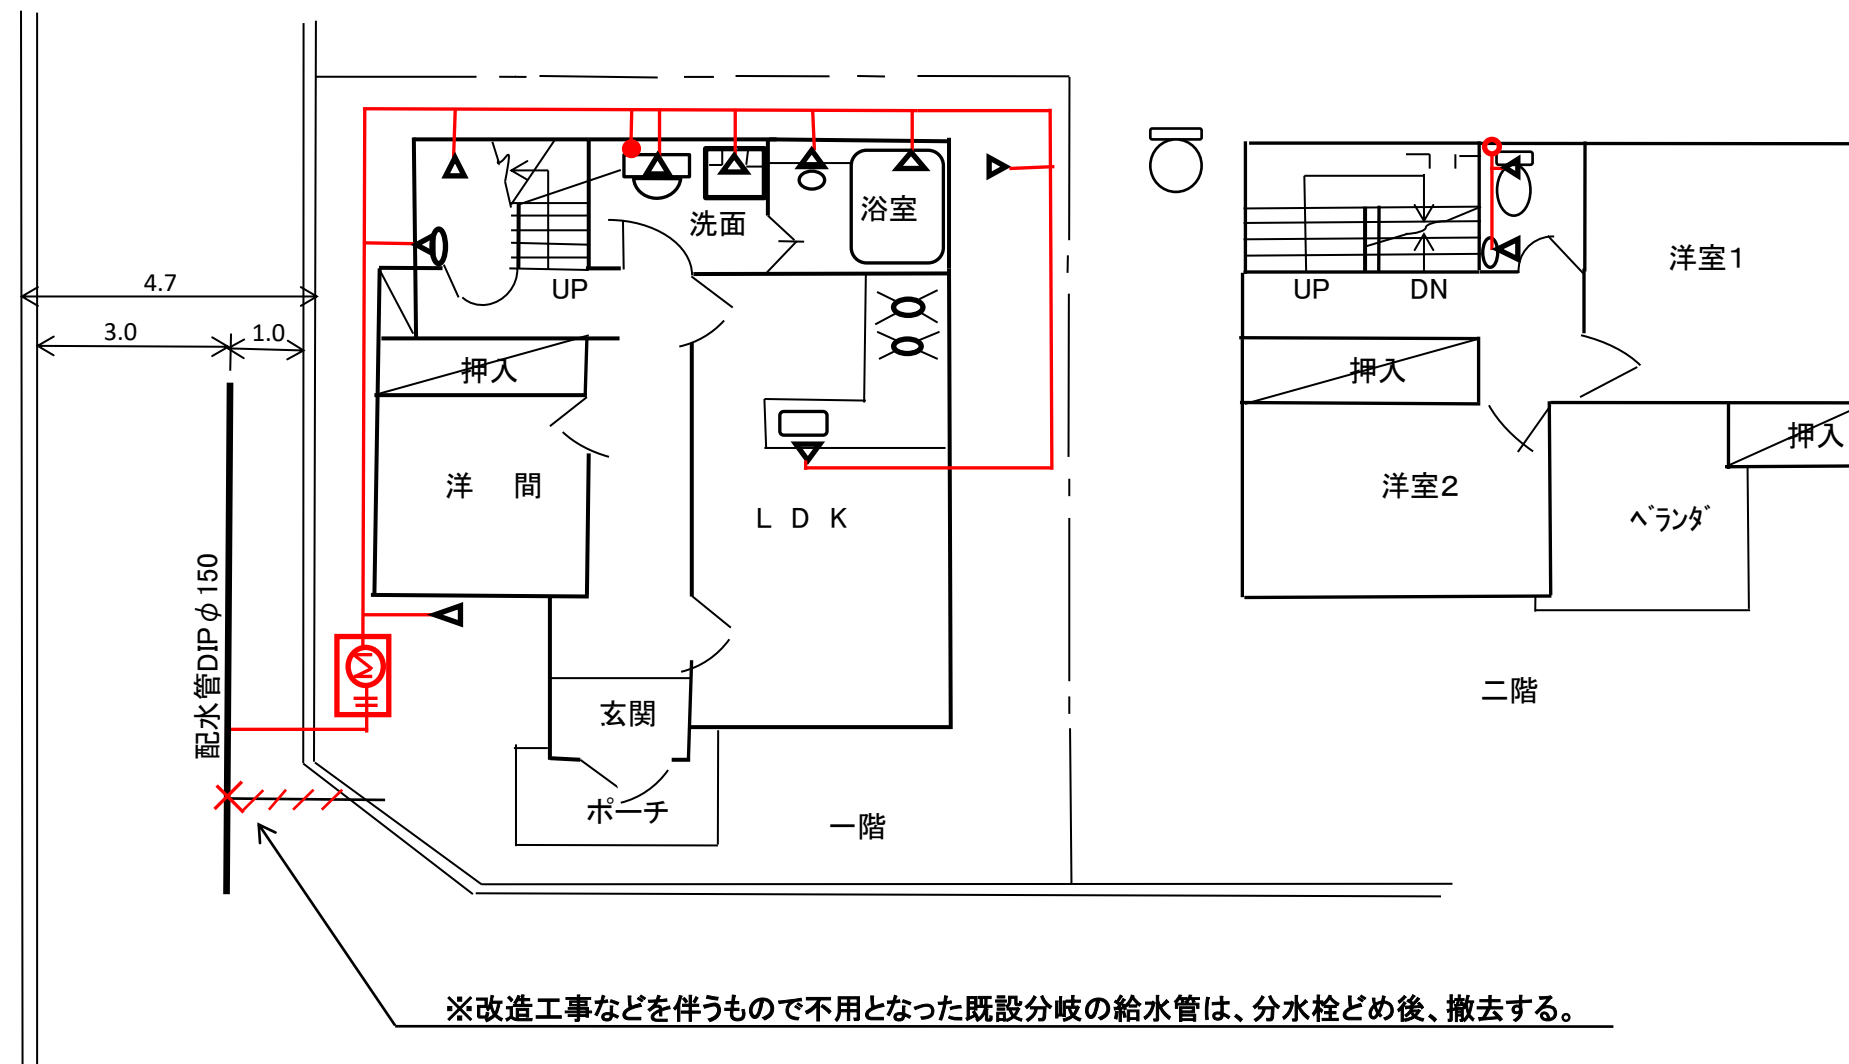 4.7
3.0
1.0
配水管DIPφ150
UP
洗面
浴室
押入
洋 間
L D K
玄関
ポーチ
一階
UP
DN
洋室1
押入
押入
洋室2
ベランダ
二階
M
※改造工事などを伴うもので不用となった既設分岐の給水管は、分水栓どめ後、撤去する。